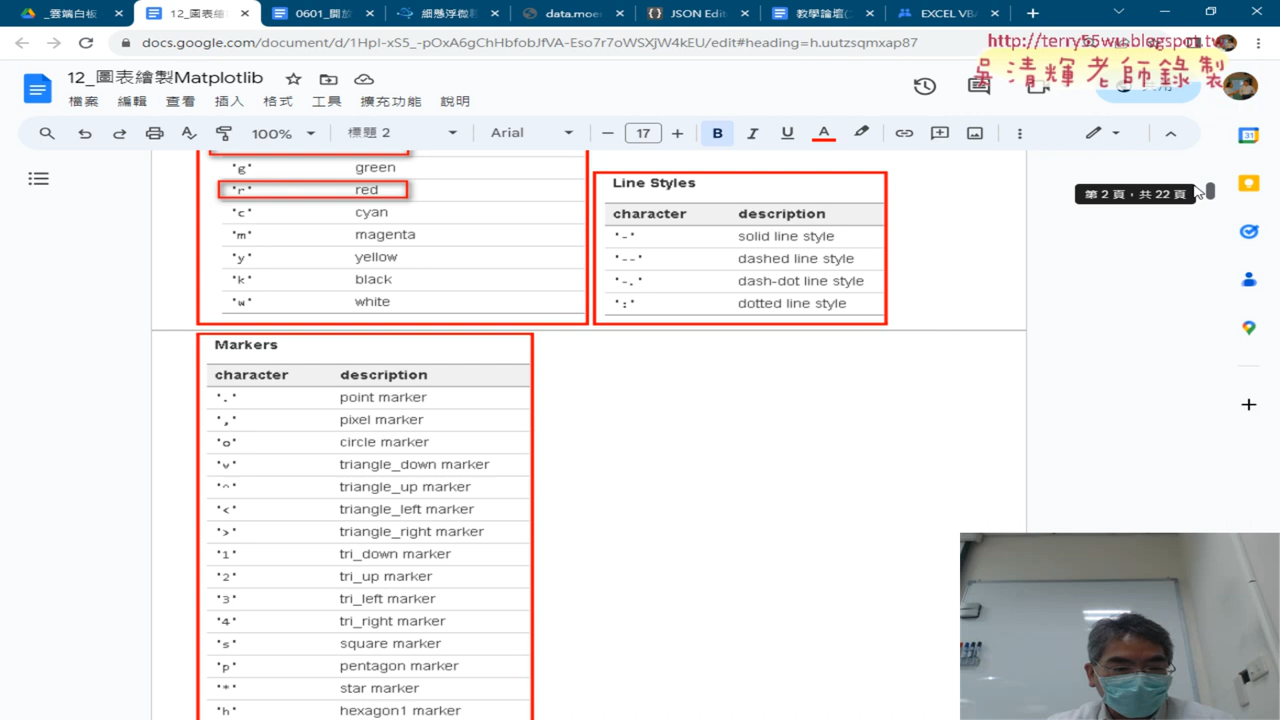 _雲端白板
12_圖表繪
0601_開放
細懸浮微
data.moe
JSON Edit
教學論壇(
EXCEL VB
docs.google.com/document/d/1HpI-xS5_-pOxA6gChHbfobJfVA-Eso7r7oWSXjW4kEU/edit#heading=h.uutzsqmxap87
http://terry55wu.blogspot.tw
吳清輝老師錄製
12_圖表繪製Matplotlib
檔案 編輯 查看 插入 格式 工具 擴充功能 說明
100% 標題 2 Arial 17 B I U A
31
第 2 頁，共 22 頁
'g' green
'r' red
'c' cyan
'm' magenta
'y' yellow
'k' black
'w' white
Line Styles
character description
'-' solid line style
'--' dashed line style
'-.' dash-dot line style
':' dotted line style
Markers
character description
'.' point marker
',' pixel marker
'o' circle marker
'v' triangle_down marker
'^' triangle_up marker
'<' triangle_left marker
'>' triangle_right marker
'1' tri_down marker
'2' tri_up marker
'3' tri_left marker
'4' tri_right marker
's' square marker
'p' pentagon marker
'*' star marker
'h' hexagon1 marker